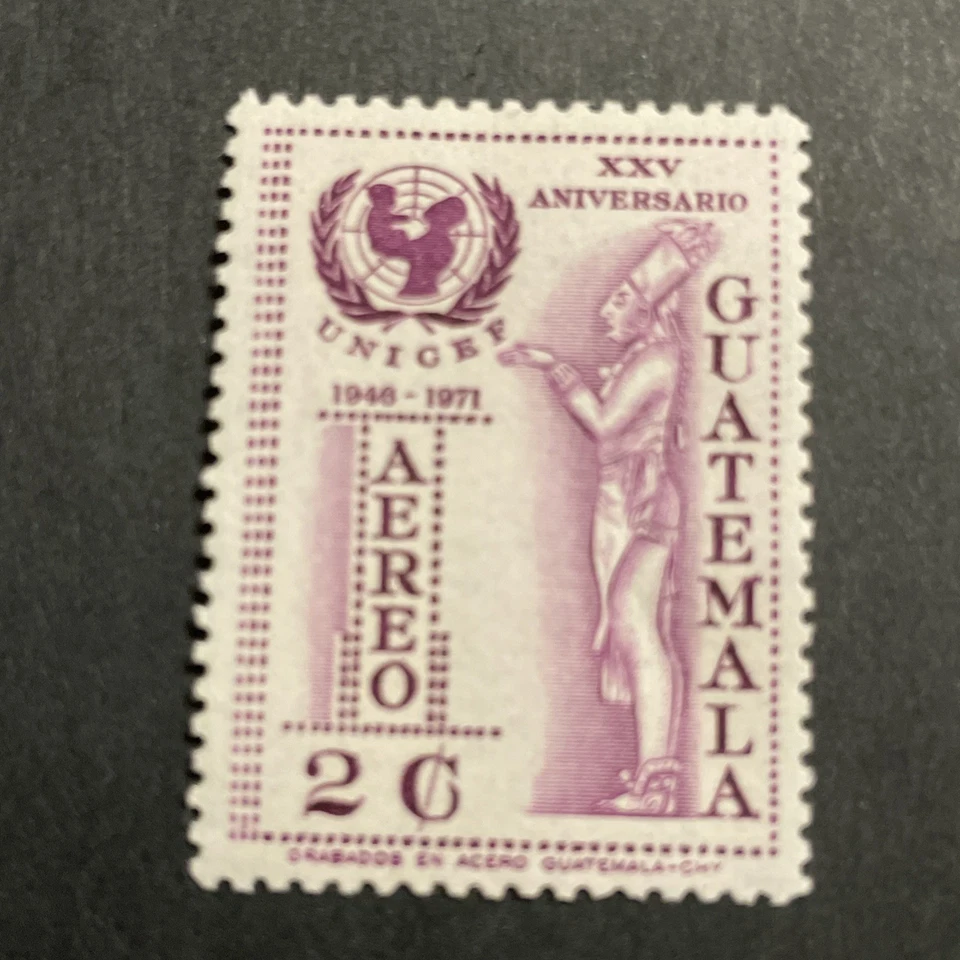 XXV
ANIVERSARIO
UNICEF
1946 - 1971
GUATEMALA
AEREO
2 ¢
GRABADOS EN ACERO GUATEMALA-CHY